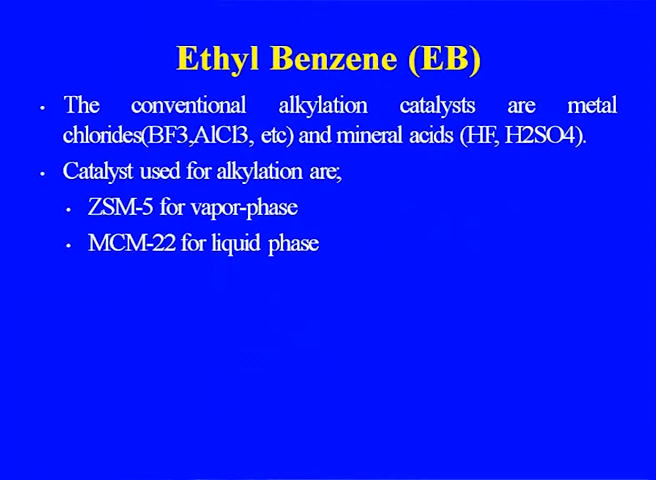 Ethyl Benzene (EB)
• The conventional alkylation catalysts are metal
chlorides(BF3,AlCl3, etc) and mineral acids (HF, H2SO4).
• Catalyst used for alkylation are;
• ZSM-5 for vapor-phase
• MCM-22 for liquid phase